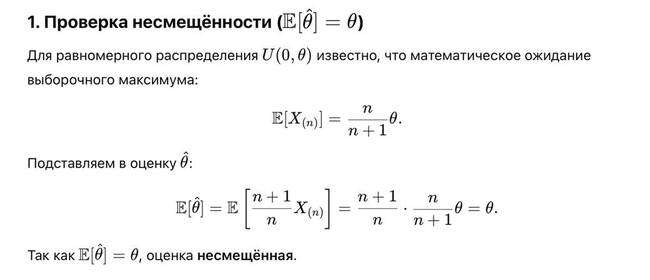 1. Проверка несмещённости (𝔼[θ̂] = θ)
Для равномерного распределения U(0, θ) известно, что математическое ожидание
выборочного максимума:
𝔼[X₍ₙ₎] = n/(n + 1) θ.
Подставляем в оценку θ̂:
𝔼[θ̂] = 𝔼[(n + 1)/n X₍ₙ₎] = (n + 1)/n · n/(n + 1) θ = θ.
Так как 𝔼[θ̂] = θ, оценка несмещённая.